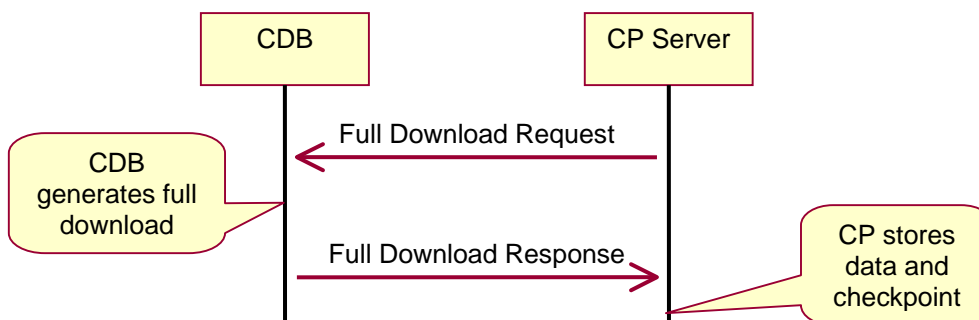 CDB
CP Server
Full Download Request
CDB
generates full
download
Full Download Response
CP stores
data and
checkpoint